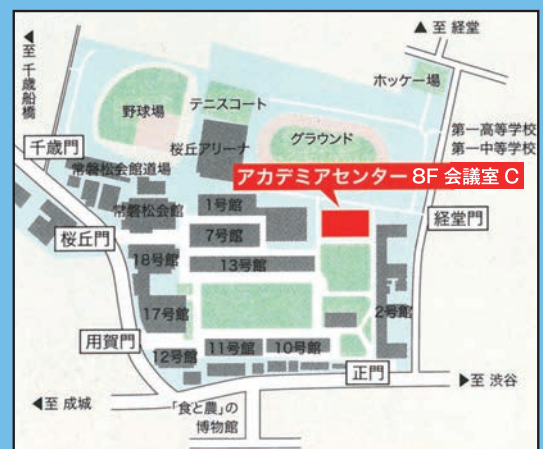 ▲至 経堂
◀至 千歳船橋
ホッケー場
野球場
テニスコート
グラウンド
第一高等学校
第一中等学校
千歳門
桜丘アリーナ
常磐松会館道場
アカデミアセンター 8F 会議室 C
常磐松会館
1号館
経堂門
桜丘門
7号館
18号館
13号館
17号館
2号館
用賀門
12号館
11号館
10号館
正門
▶至 渋谷
◀至 成城
「食と農」の
博物館